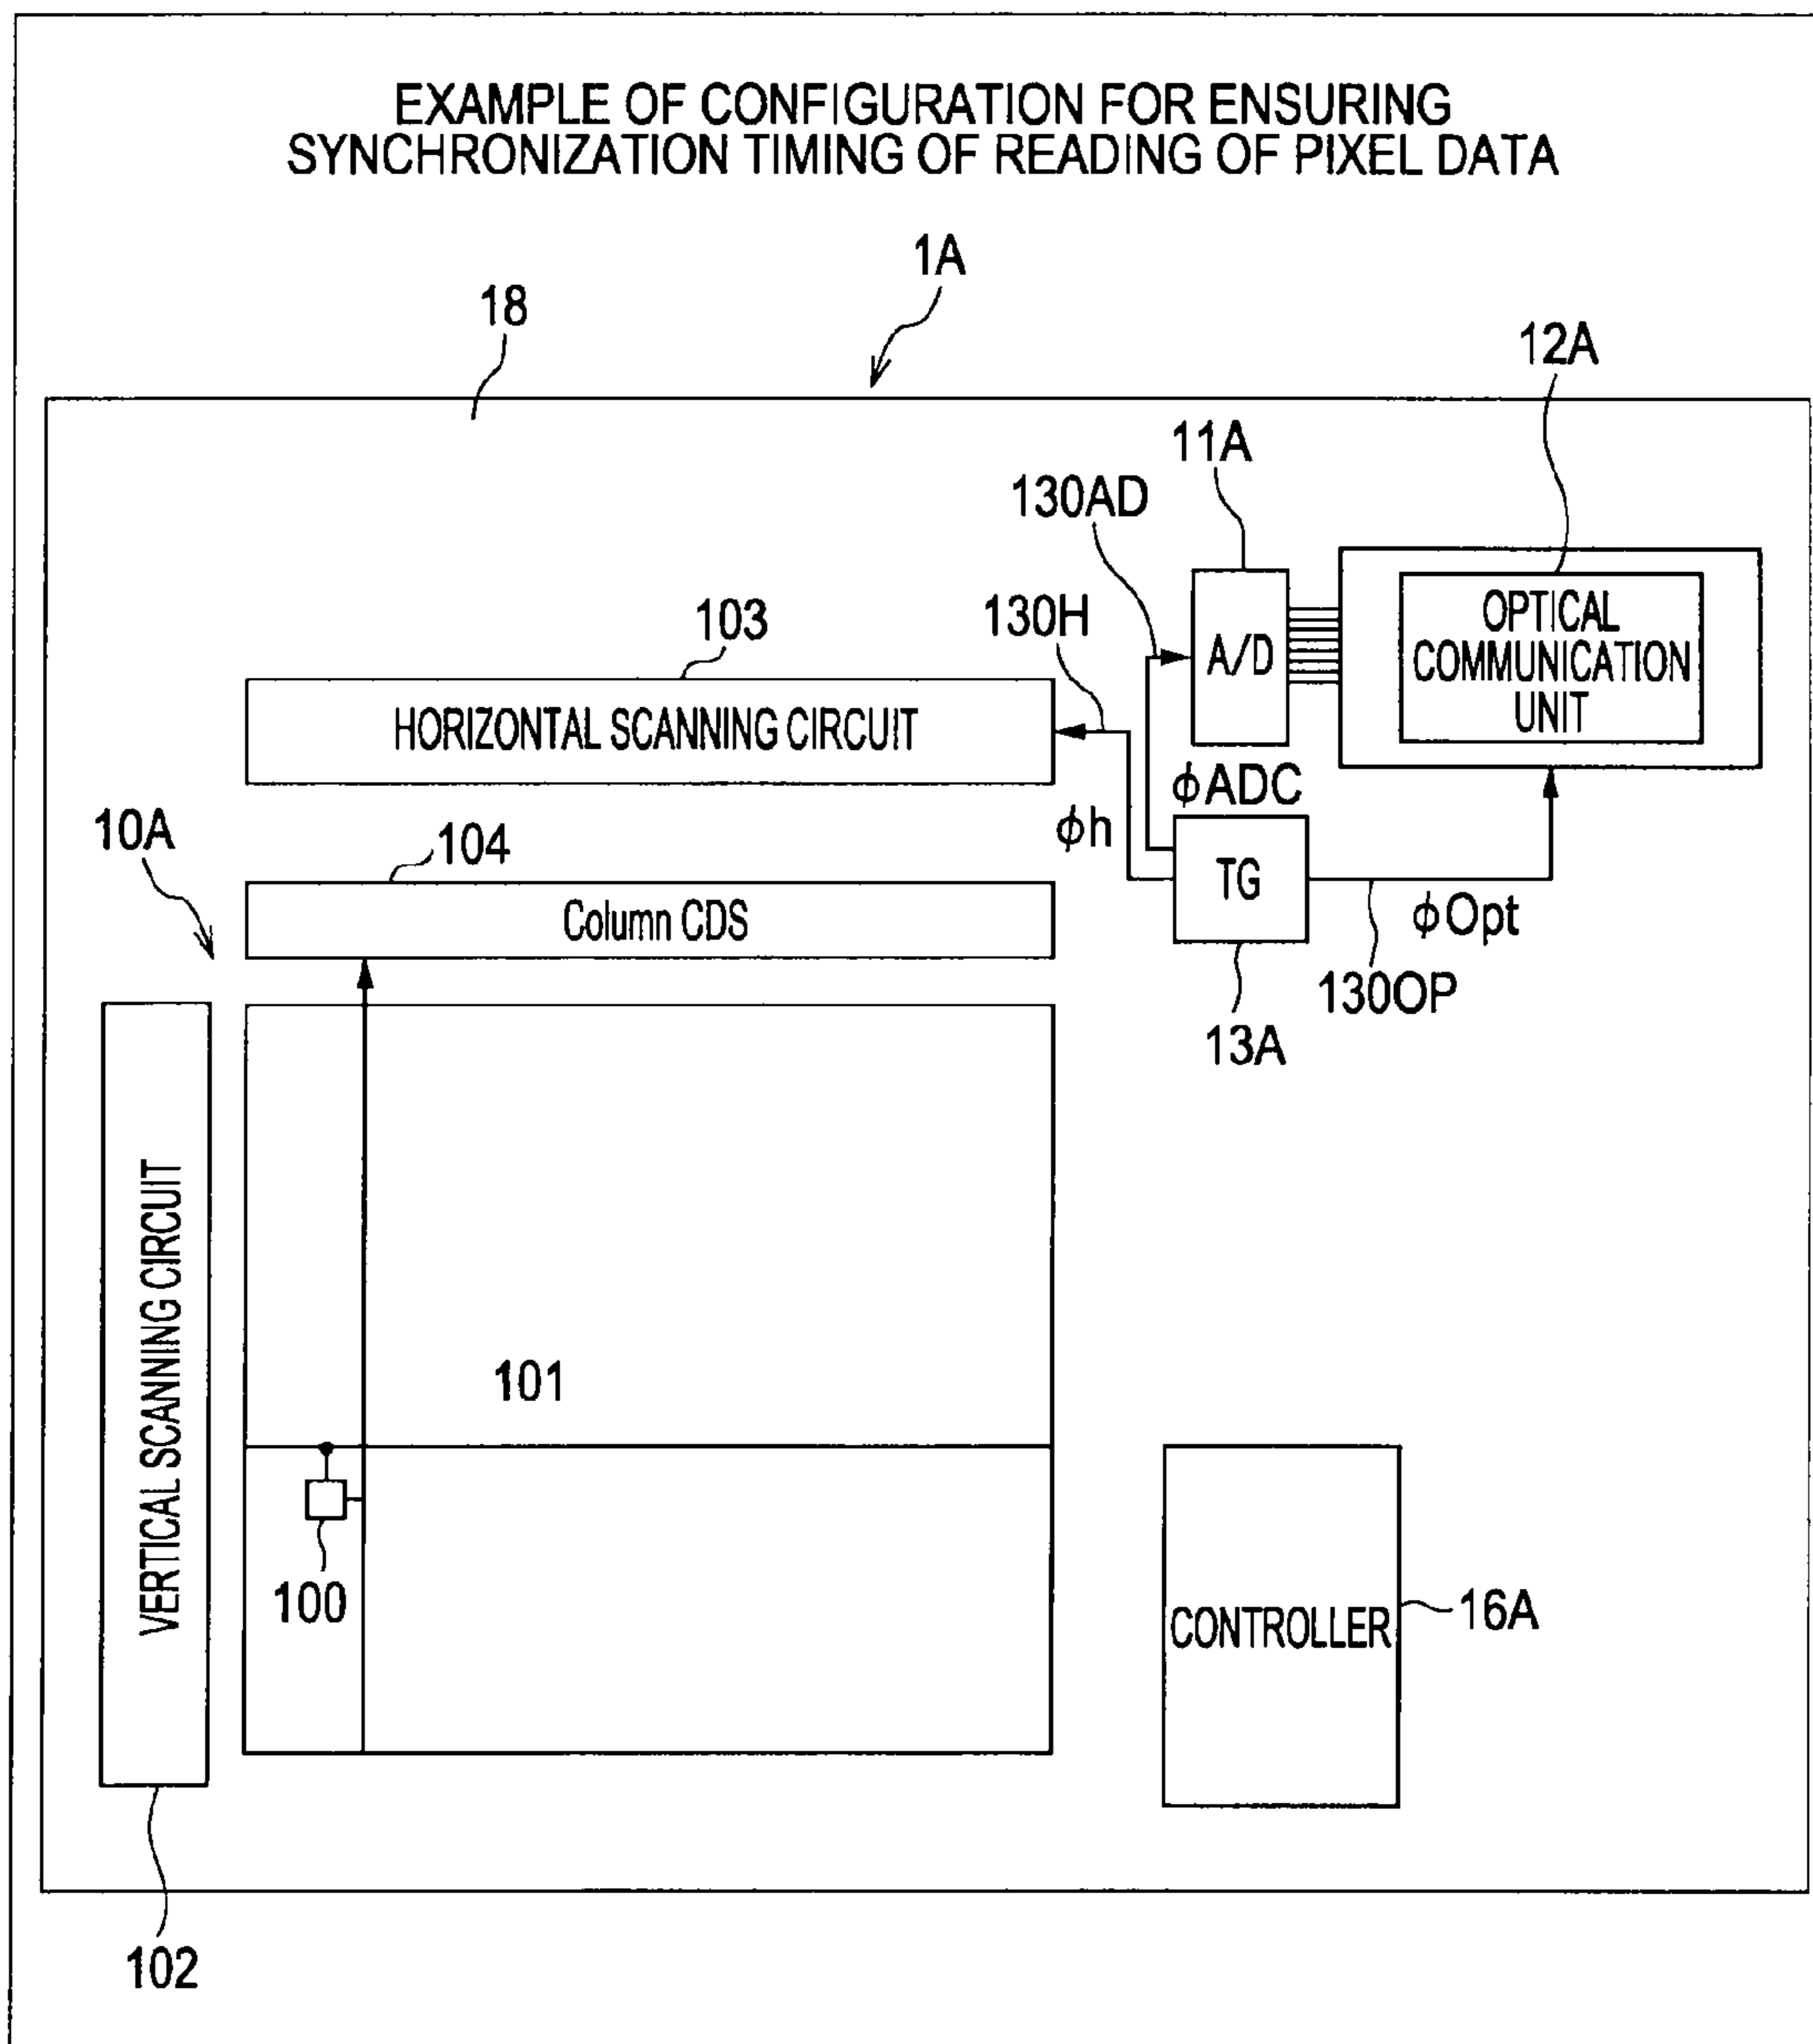 EXAMPLE OF CONFIGURATION FOR ENSURING
SYNCHRONIZATION TIMING OF READING OF PIXEL DATA
1A
18
12A
11A
130AD
130H
103
A/D
OPTICAL
COMMUNICATION
UNIT
HORIZONTAL SCANNING CIRCUIT
φADC
φh
10A
104
TG
Column CDS
φOpt
130OP
13A
VERTICAL SCANNING CIRCUIT
101
100
CONTROLLER
16A
102